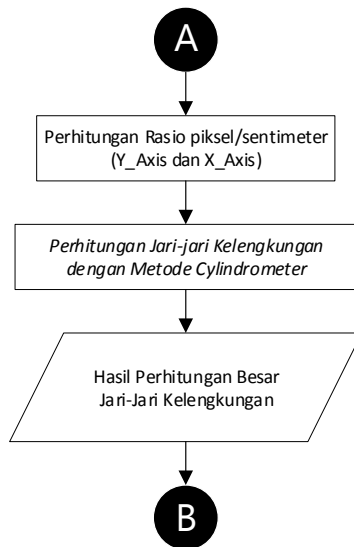 A
Perhitungan Rasio piksel/sentimeter
(Y_Axis dan X_Axis)
Perhitungan Jari-jari Kelengkungan
dengan Metode Cylindrometer
Hasil Perhitungan Besar
Jari-Jari Kelengkungan
B